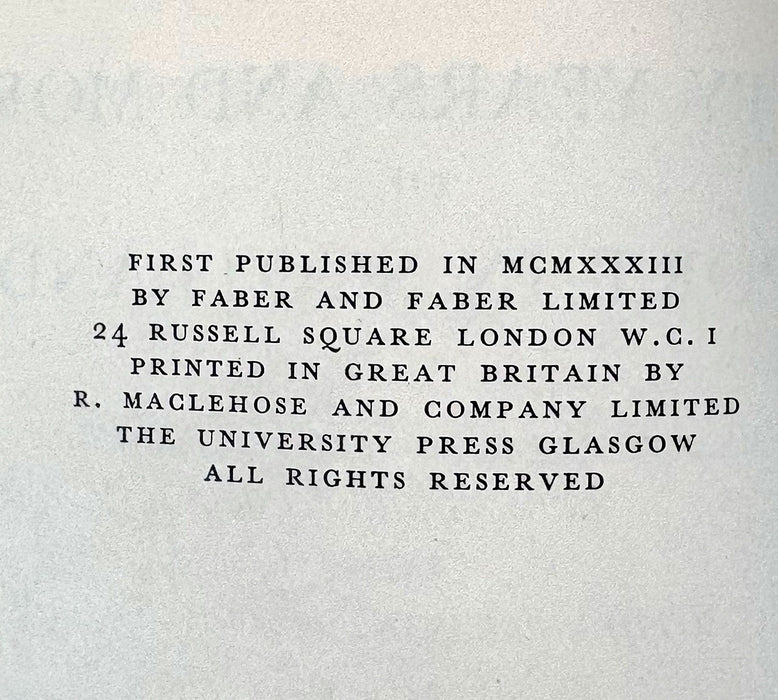 FIRST PUBLISHED IN MCMXXXIII
BY FABER AND FABER LIMITED
24 RUSSELL SQUARE LONDON W.C. I
PRINTED IN GREAT BRITAIN BY
R. MACLEHOSE AND COMPANY LIMITED
THE UNIVERSITY PRESS GLASGOW
ALL RIGHTS RESERVED